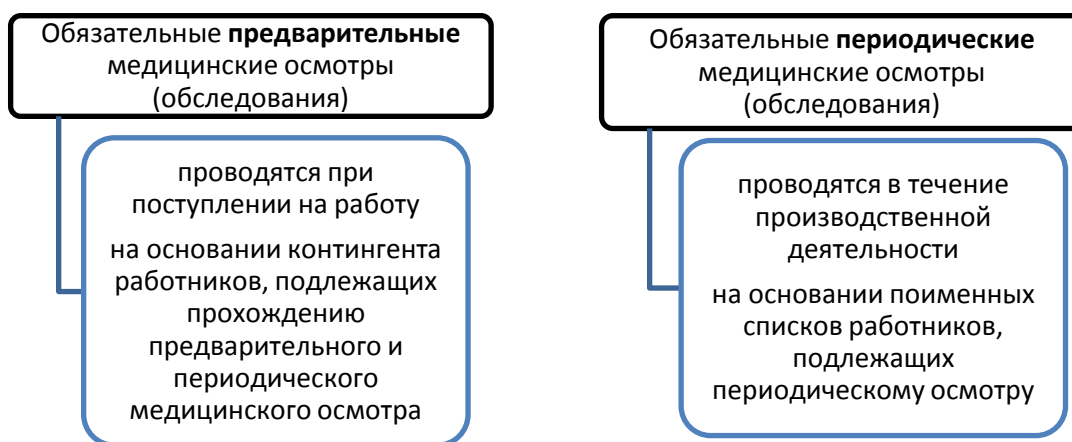 Обязательные предварительные
медицинские осмотры
(обследования)
проводятся при
поступлении на работу
на основании контингента
работников, подлежащих
прохождению
предварительного и
периодического
медицинского осмотра
Обязательные периодические
медицинские осмотры
(обследования)
проводятся в течение
производственной
деятельности
на основании поименных
списков работников,
подлежащих
периодическому осмотру